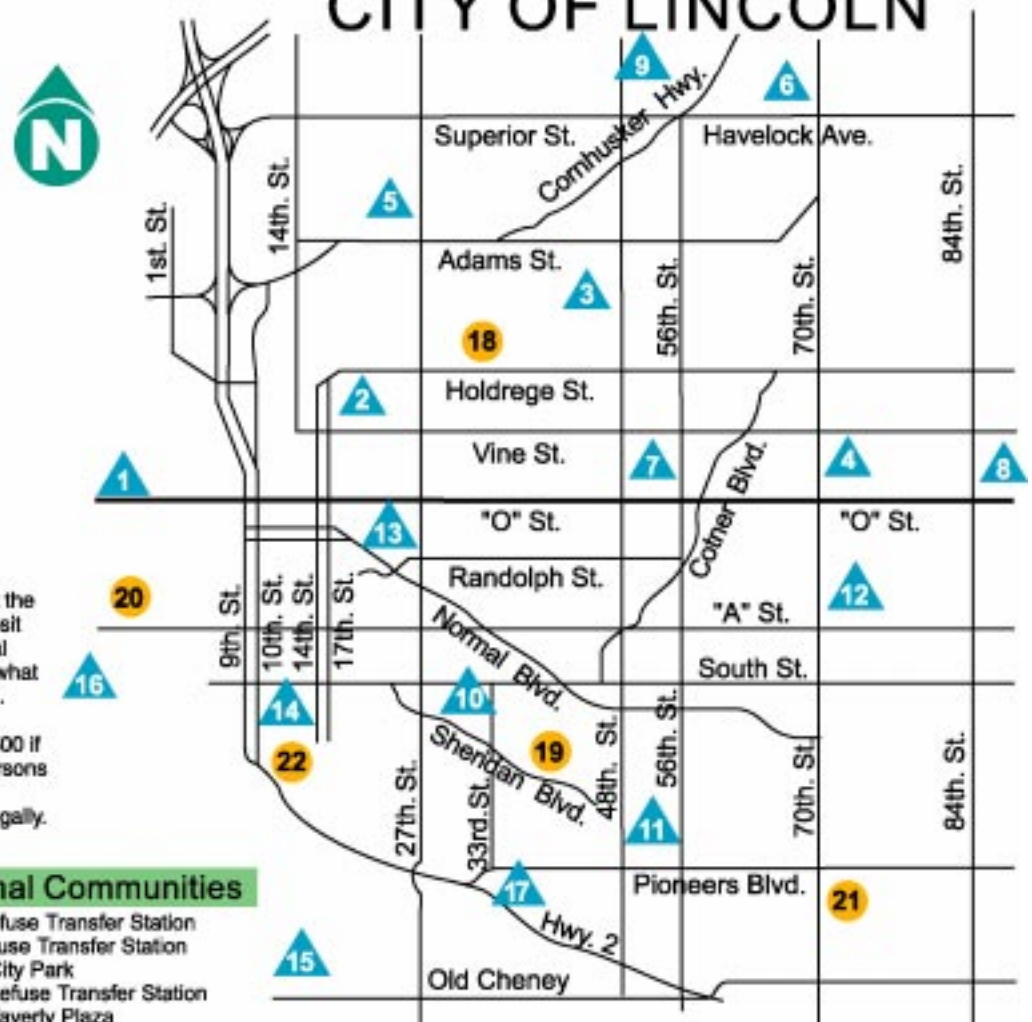 CITY OF LINCOLN
N
9
6
Cornhusker Hwy.
Superior St.
Havelock Ave.
14th. St.
5
84th. St.
1st. St.
Adams St.
3
56th. St.
70th. St.
18
2
Holdrege St.
Vine St.
7
4
8
1
Cotner Blvd.
"O" St.
"O" St.
13
Randolph St.
12
20
9th. St.
10th. St.
14th. St.
17th. St.
"A" St.
the
sit
what
Normal Blvd.
South St.
16
14
10
00 if
rsons
gally.
22
Sheridan Blvd.
19
48th. St.
56th. St.
27th. St.
33rd.St.
70th. St.
84th. St.
11
nal Communities
17
Pioneers Blvd.
21
fuse Transfer Station
use Transfer Station
City Park
efuse Transfer Station
averly Plaza
15
Hwy. 2
Old Cheney